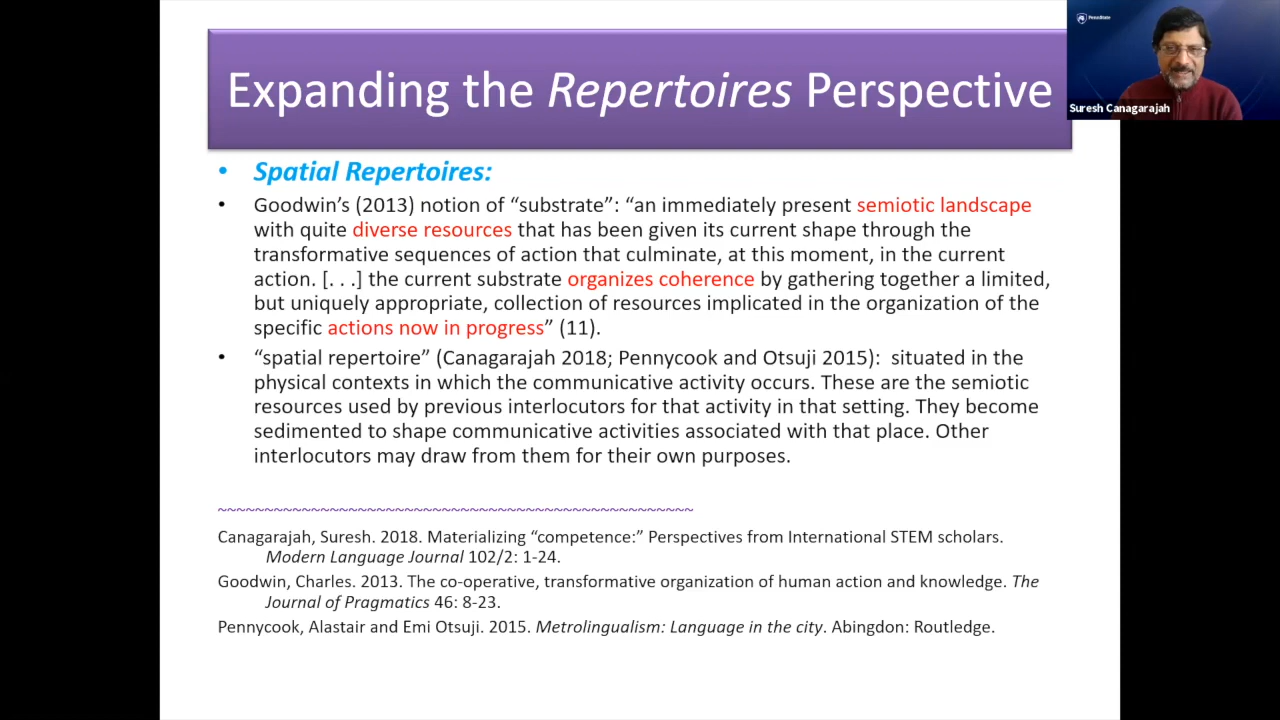 Expanding the Repertoires Perspective
PennState
Suresh Canagarajah
• Spatial Repertoires:
• Goodwin’s (2013) notion of “substrate”: “an immediately present semiotic landscape
with quite diverse resources that has been given its current shape through the
transformative sequences of action that culminate, at this moment, in the current
action. [. . .] the current substrate organizes coherence by gathering together a limited,
but uniquely appropriate, collection of resources implicated in the organization of the
specific actions now in progress” (11).
• “spatial repertoire” (Canagarajah 2018; Pennycook and Otsuji 2015):  situated in the
physical contexts in which the communicative activity occurs. These are the semiotic
resources used by previous interlocutors for that activity in that setting. They become
sedimented to shape communicative activities associated with that place. Other
interlocutors may draw from them for their own purposes.
~~~~~~~~~~~~~~~~~~~~~~~~~~~~~~~~~~~~~~~~~~~~~~~~~~~
Canagarajah, Suresh. 2018. Materializing “competence:” Perspectives from International STEM scholars.
Modern Language Journal 102/2: 1-24.
Goodwin, Charles. 2013. The co-operative, transformative organization of human action and knowledge. The
Journal of Pragmatics 46: 8-23.
Pennycook, Alastair and Emi Otsuji. 2015. Metrolingualism: Language in the city. Abingdon: Routledge.